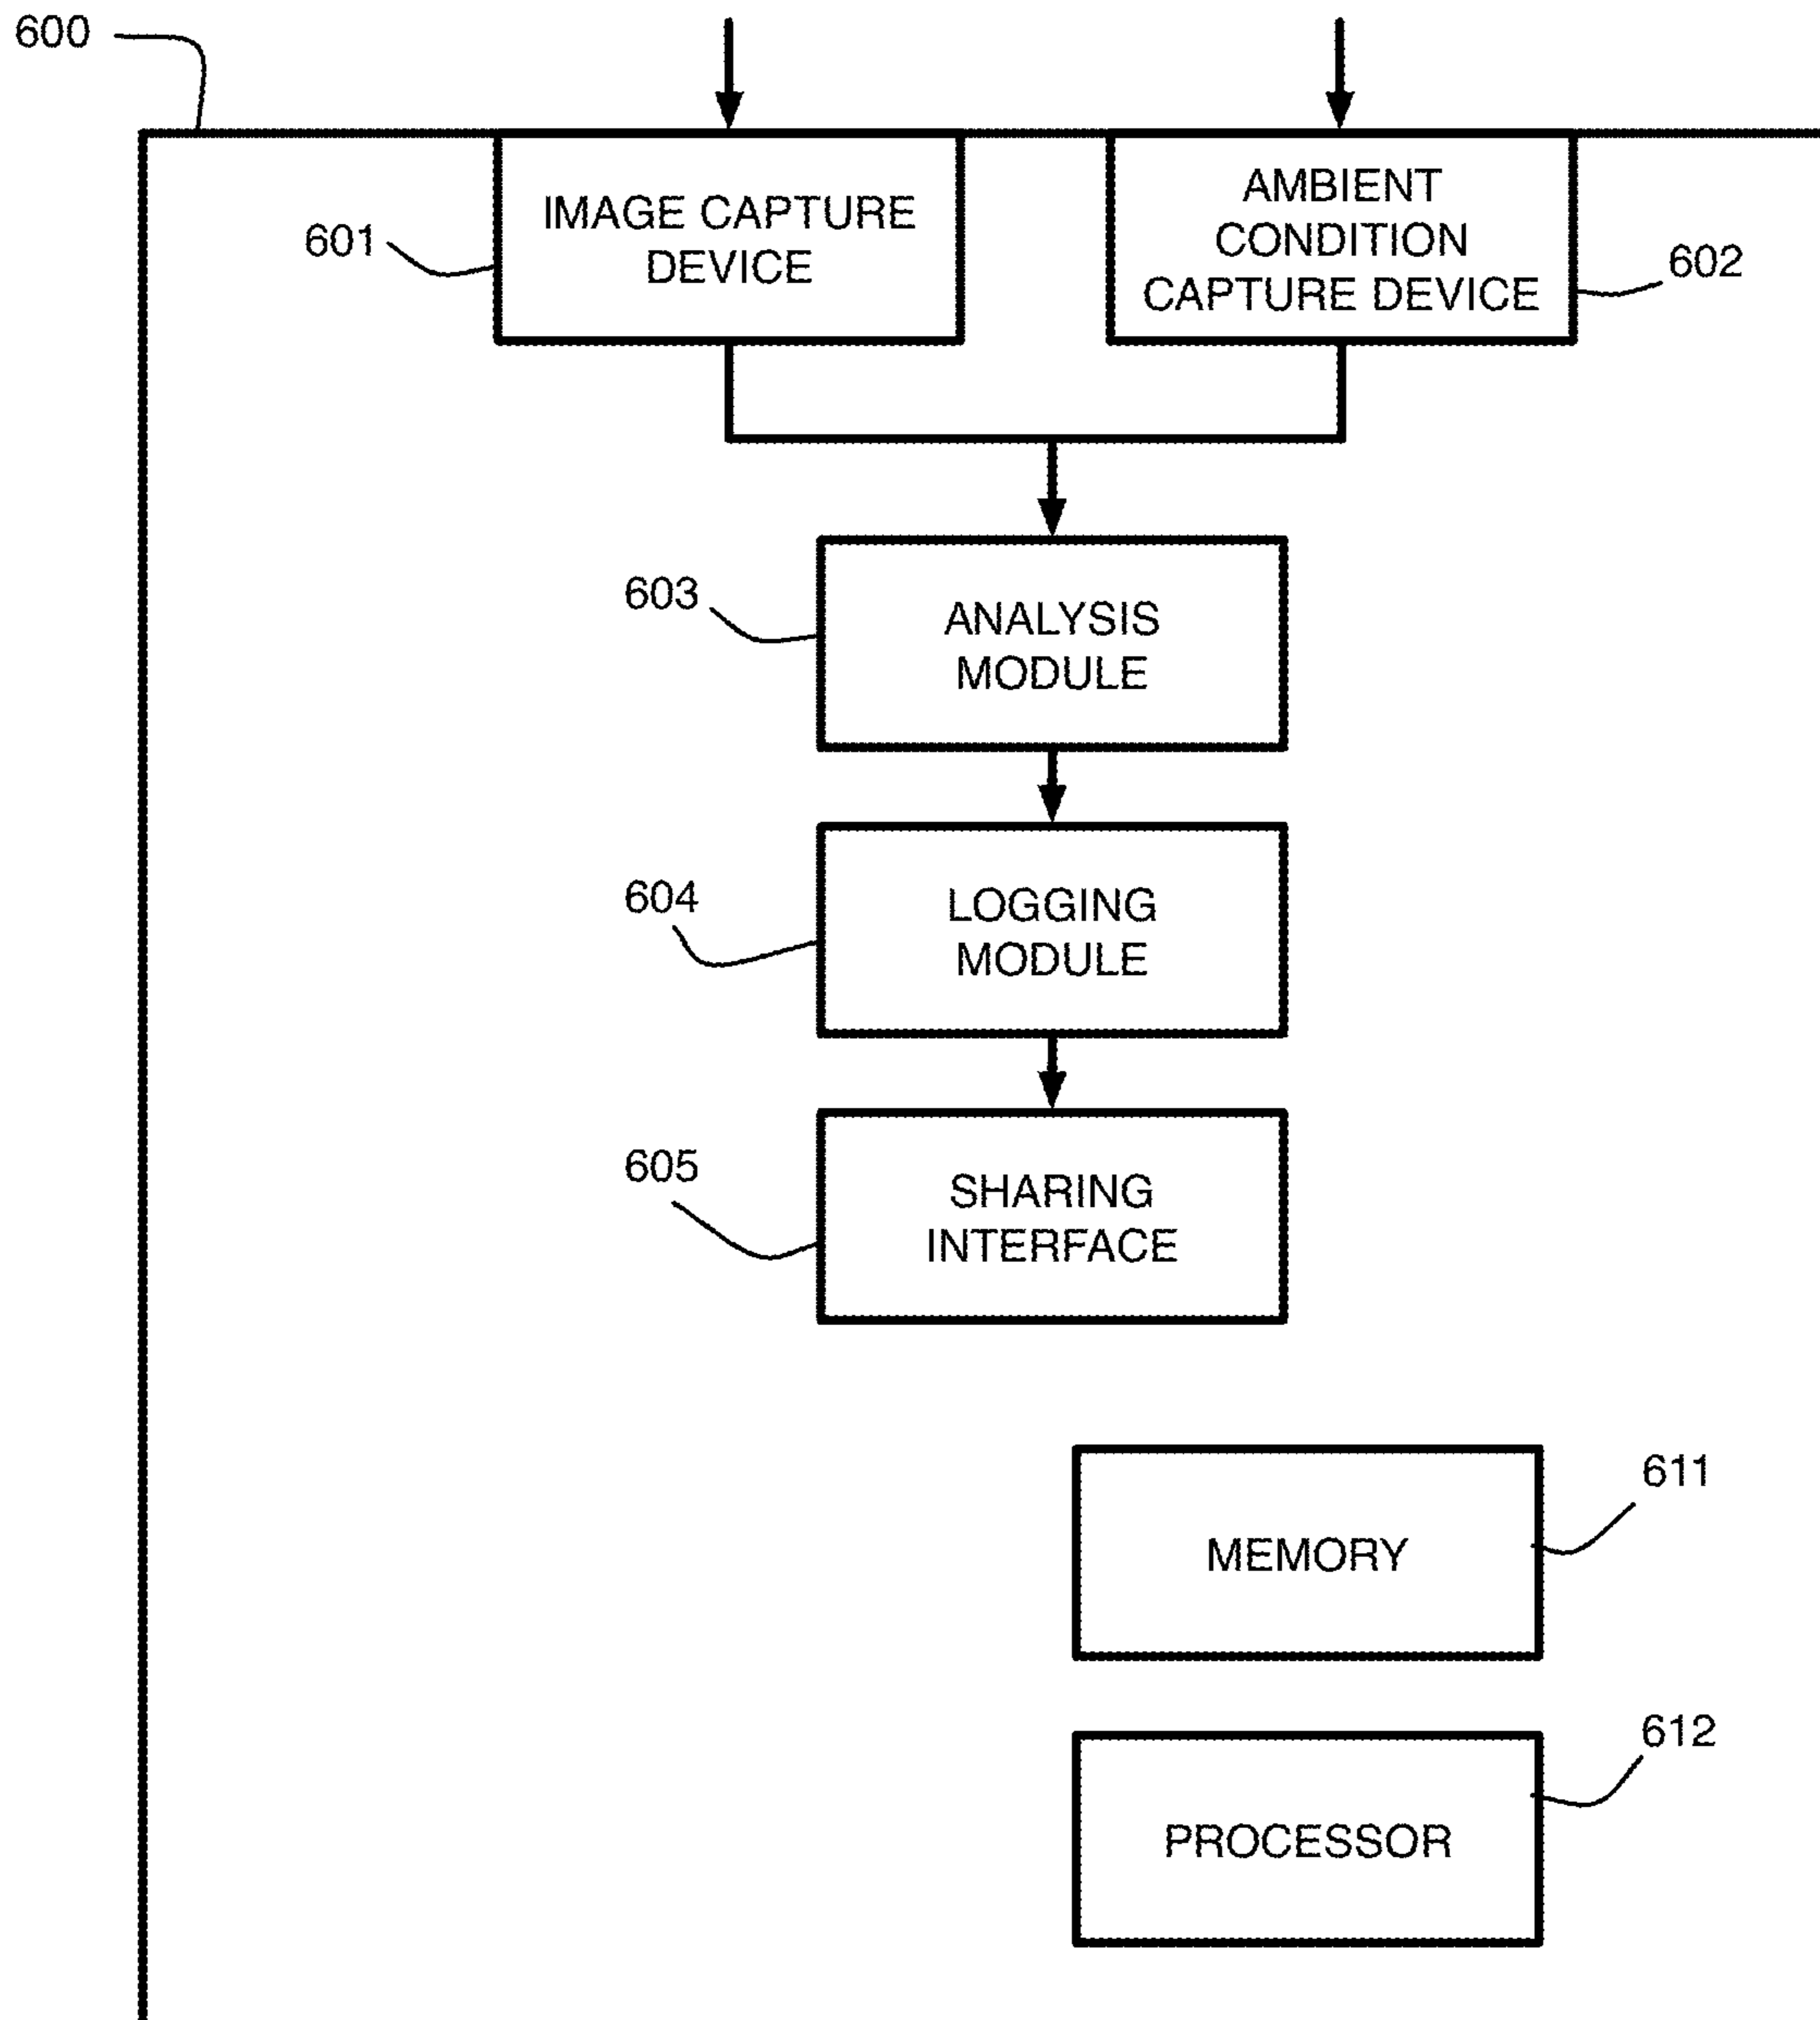 600
IMAGE CAPTURE
DEVICE
601
AMBIENT
CONDITION
CAPTURE DEVICE
602
603
ANALYSIS
MODULE
604
LOGGING
MODULE
605
SHARING
INTERFACE
611
MEMORY
612
PROCESSOR